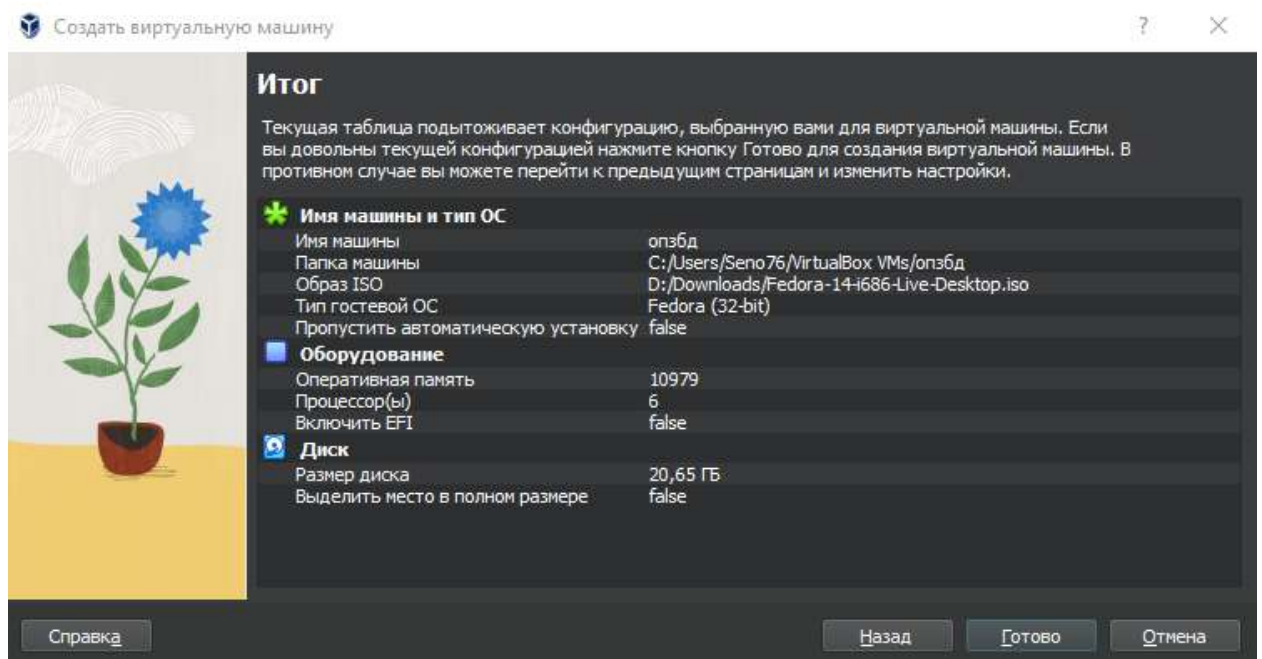 Создать виртуальную машину
?
Итог
Текущая таблица подытоживает конфигурацию, выбранную вами для виртуальной машины. Если
вы довольны текущей конфигурацией нажмите кнопку Готово для создания виртуальной машины. В
противном случае вы можете перейти к предыдущим страницам и изменить настройки.
Имя машины и тип ОС
Имя машины опзбд
Папка машины C:/Users/Seno76/VirtualBox VMs/опзбд
Образ ISO D:/Downloads/Fedora-14-i686-Live-Desktop.iso
Тип гостевой ОС Fedora (32-bit)
Пропустить автоматическую установку false
Оборудование
Оперативная память 10979
Процессор(ы) 6
Включить EFI false
Диск
Размер диска 20,65 ГБ
Выделить место в полном размере false
Справка Назад Готово Отмена